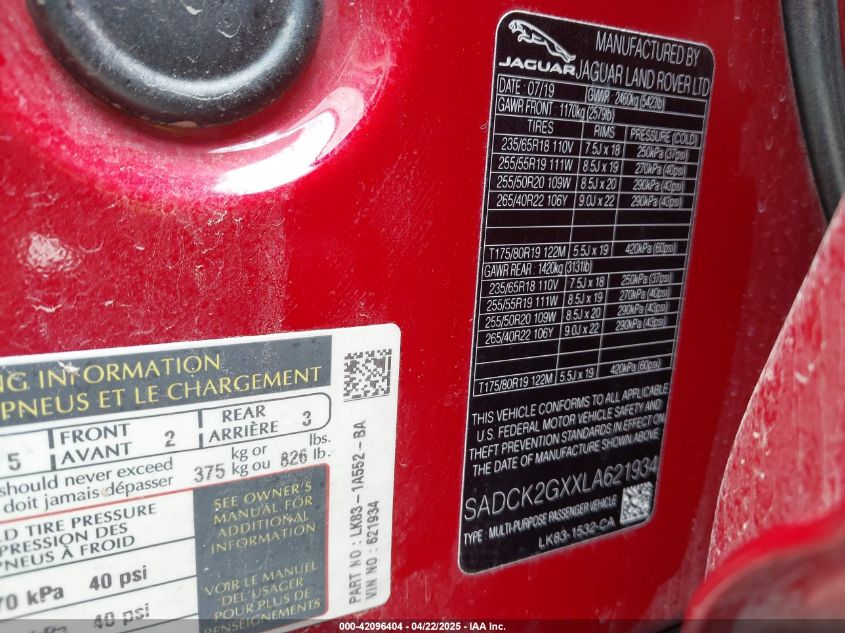 JAGUAR
MANUFACTURED BY
JAGUAR LAND ROVER LTD
DATE : 07/19 GVWR : 2460kg (5423lb)
GAWR FRONT : 1170kg (2579lb)
TIRES RIMS PRESSURE (COLD)
235/65R18 110V 7.5J x 18 250kPa (37psi)
255/55R19 111W 8.5J x 19 270kPa (40psi)
255/50R20 109W 8.5J x 20 290kPa (43psi)
265/40R22 106Y 9.0J x 22 290kPa (43psi)
T175/80R19 122M 5.5J x 19 420kPa (60psi)
GAWR REAR : 1420kg (3131lb)
235/65R18 110V 7.5J x 18 250kPa (37psi)
255/55R19 111W 8.5J x 19 270kPa (40psi)
255/50R20 109W 8.5J x 20 290kPa (43psi)
265/40R22 106Y 9.0J x 22 290kPa (43psi)
T175/80R19 122M 5.5J x 19 420kPa (60psi)
THIS VEHICLE CONFORMS TO ALL APPLICABLE
U.S. FEDERAL MOTOR VEHICLE SAFETY AND
THEFT PREVENTION STANDARDS IN EFFECT ON
THE DATE OF MANUFACTURE SHOWN ABOVE
SADCK2GXXLA621934
TYPE : MULTI-PURPOSE PASSENGER VEHICLE
LK83-1532-CA
NG INFORMATION
PNEUS ET LE CHARGEMENT
5 FRONT AVANT 2 REAR ARRIÈRE 3
should never exceed 375 kg or 826 lbs.
doit jamais dépasser kg ou lb.
LD TIRE PRESSURE
PRESSION DES
PNEUS À FROID
70 kPa 40 psi
kPa 40 psi
SEE OWNER'S
MANUAL FOR
ADDITIONAL
INFORMATION
VOIR LE MANUEL
DE L'USAGER
POUR PLUS DE
RENSEIGNEMENTS
PART NO : LK83-1A552 - BA
VIN NO : 621934
000-42096404 - 04/22/2025 - IAA Inc.